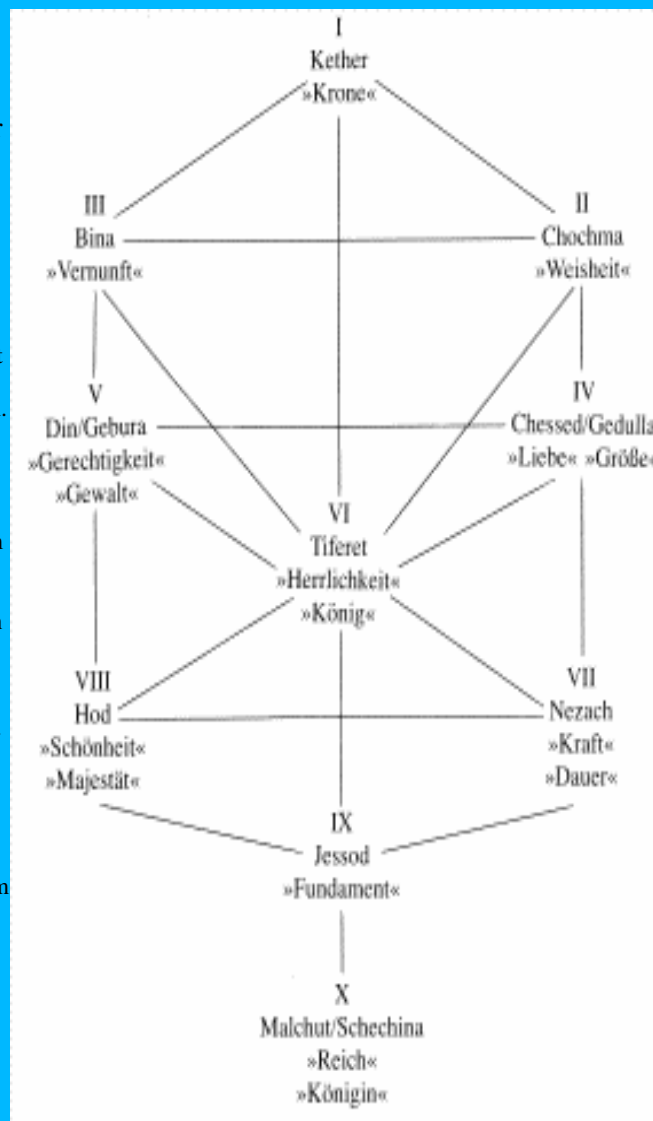 I
Kether
»Krone«
III
Bina
»Vernunft«
II
Chochma
»Weisheit«
V
Din/Gebura
»Gerechtigkeit«
»Gewalt«
IV
Chessed/Gedulla
»Liebe« »Größe«
VI
Tiferet
»Herrlichkeit«
»König«
VIII
Hod
»Schönheit«
»Majestät«
VII
Nezach
»Kraft«
»Dauer«
IX
Jessod
»Fundament«
X
Malchut/Schechina
»Reich«
»Königin«